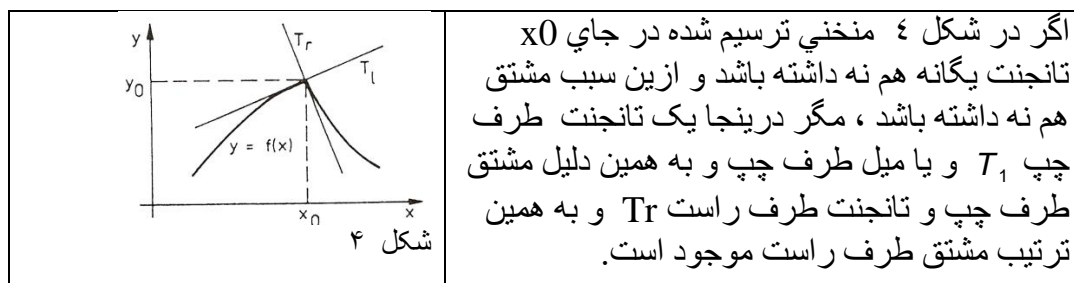 اگر در شکل ٤ منخني ترسيم شده در جاي x0
تانجنت يگانه هم نه داشته باشد و ازين سبب مشتق
هم نه داشته باشد ، مگر درينجا يک تانجنت طرف
چپ T₁ و يا ميل طرف چپ و به همين دليل مشتق
طرف چپ و تانجنت طرف راست Tr و به همين
ترتيب مشتق طرف راست موجود است.
y
Tr
Tl
y0
y = f(x)
x0
x
شکل ۴